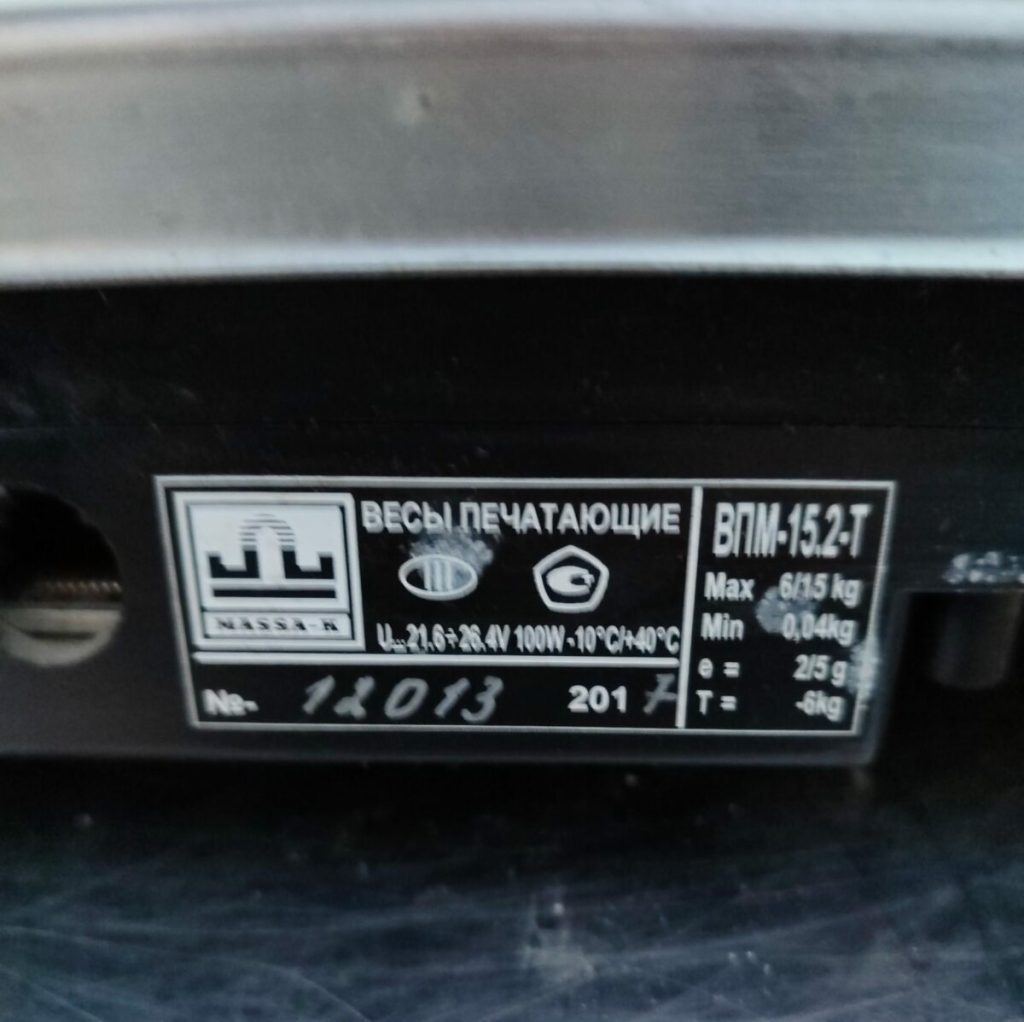 MASSA-K
ВЕСЫ ПЕЧАТАЮЩИЕ
U...21.6÷26.4V 100W -10°C/+40°C
№- 12013 2017
ВПМ-15.2-Т
Max 6/15 kg
Min 0,04kg
e = 2/5 g
T = -6kg